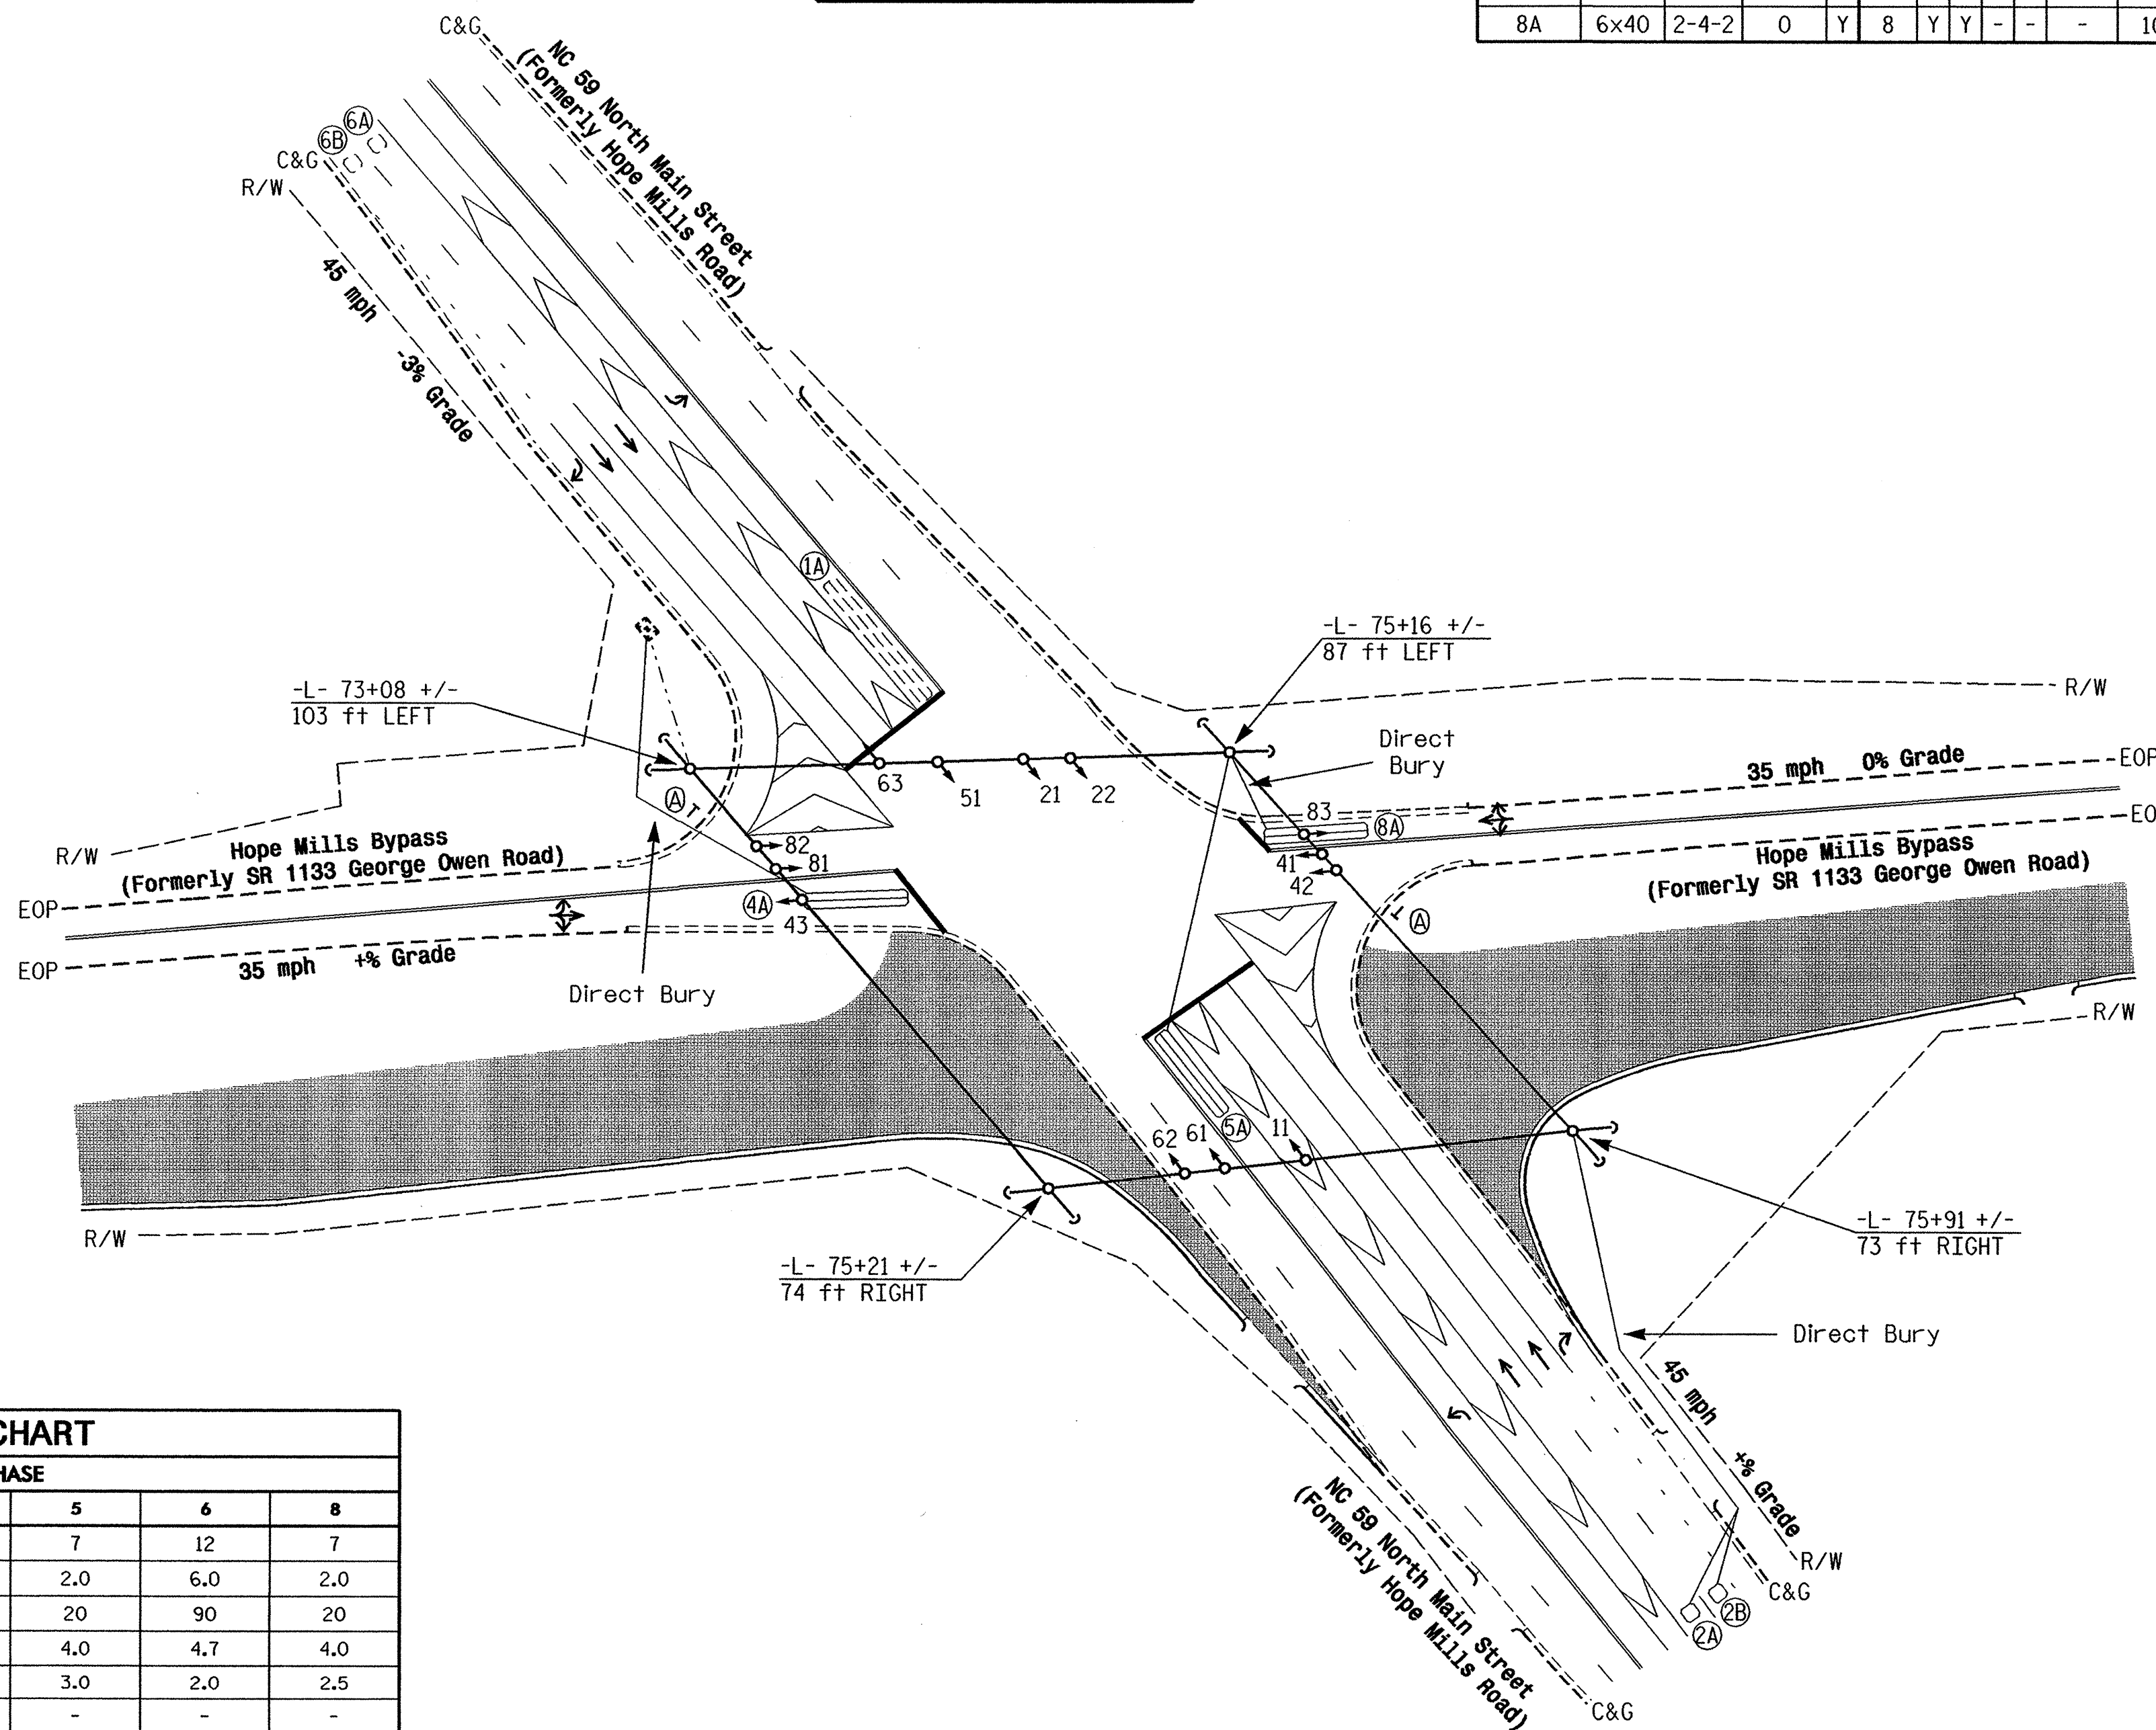 8A 6x40 2-4-2 0 Y 8 Y Y - - -
C&G
NC 59 North Main Street
(Formerly Hope Mills Road)
6A
6B
C&G
R/W
45 mph -3% Grade
1A
-L- 75+16 +/-
87 ft LEFT
-L- 73+08 +/-
103 ft LEFT
R/W
Direct
Bury
35 mph 0% Grade
EOP
63
51
21
22
A
83
8A
82
81
41
42
R/W
Hope Mills Bypass
(Formerly SR 1133 George Owen Road)
EOP
Hope Mills Bypass
(Formerly SR 1133 George Owen Road)
4A
43
A
EOP
35 mph +% Grade
Direct Bury
R/W
62
61
5A
11
R/W
-L- 75+91 +/-
73 ft RIGHT
-L- 75+21 +/-
74 ft RIGHT
Direct Bury
45 mph +% Grade
R/W
C&G
2B
2A
NC 59 North Main Street
(Formerly Hope Mills Road)
C&G
CHART
5 6 8
7 12 7
2.0 6.0 2.0
20 90 20
4.0 4.7 4.0
3.0 2.0 2.5
- - -